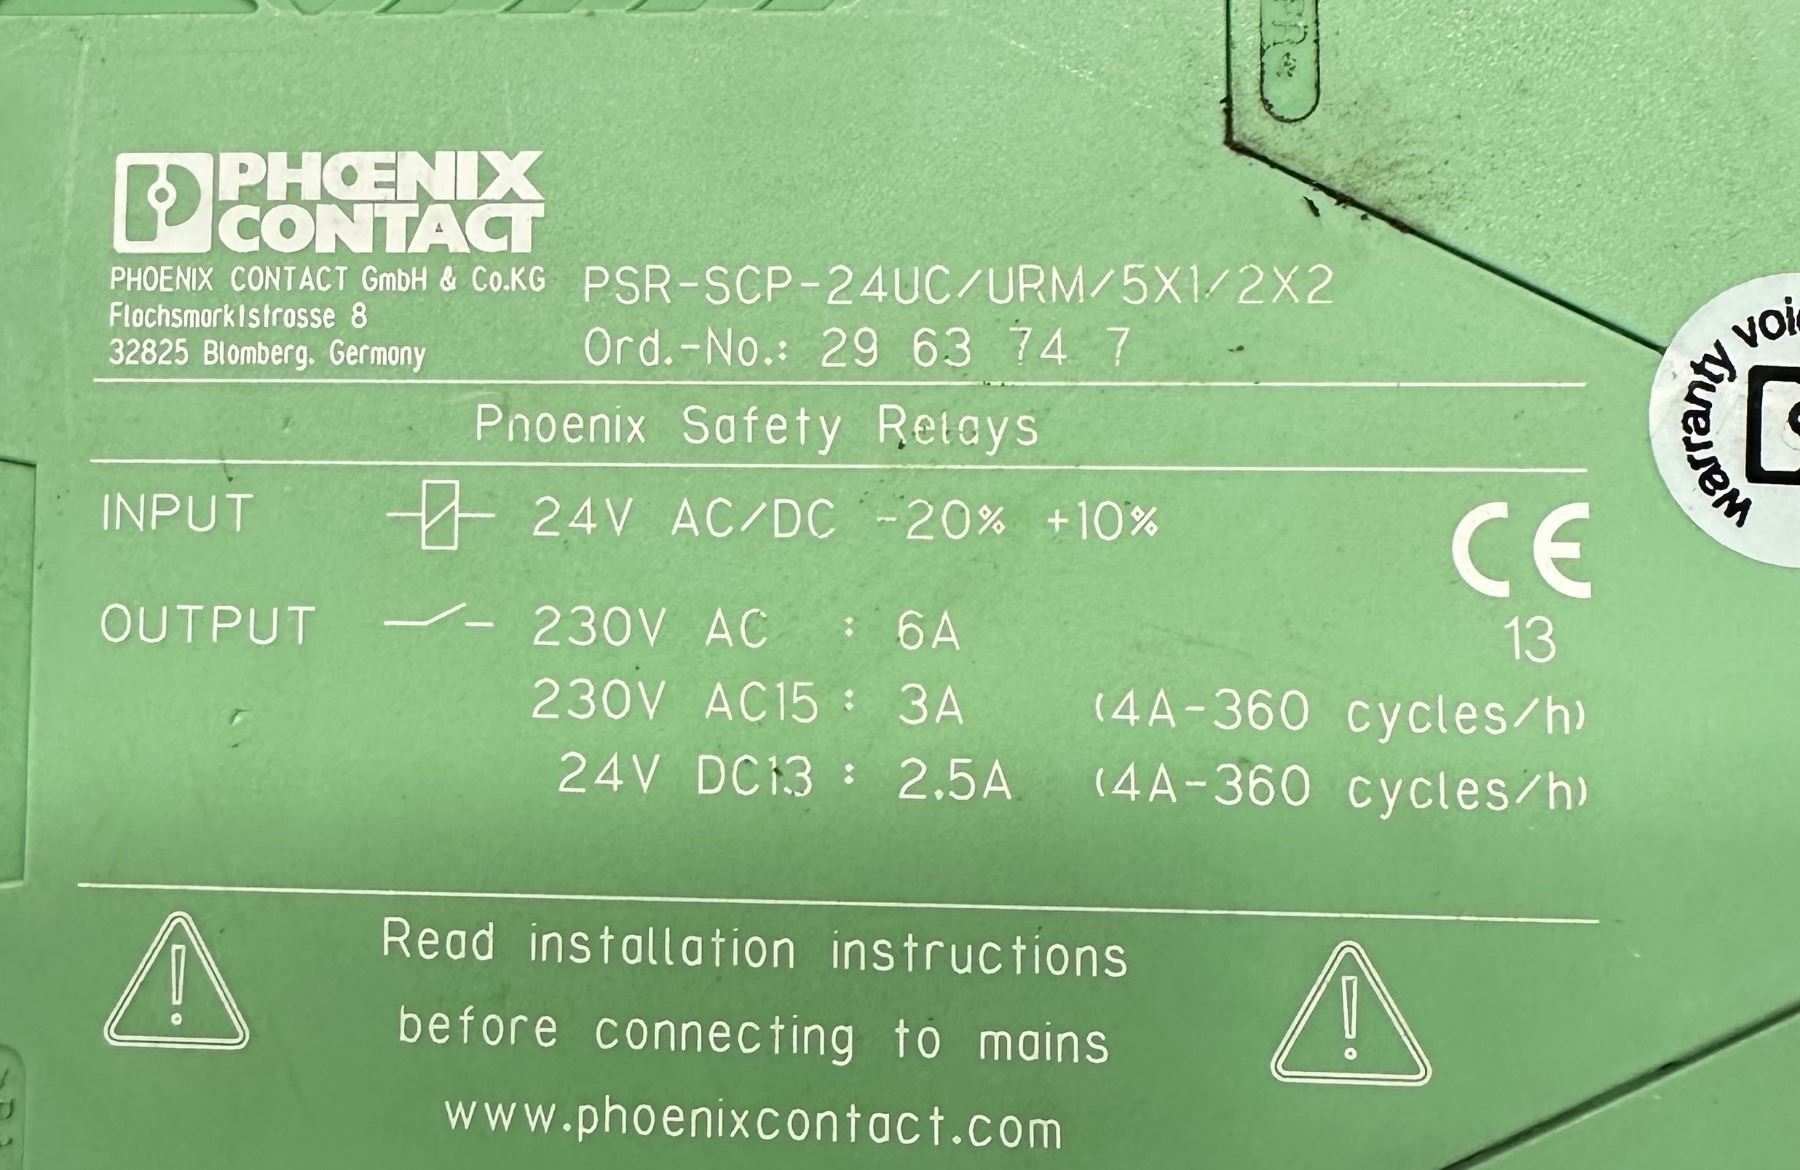 PHŒNIX
CONTACT
PHOENIX CONTACT GmbH & Co.KG
Flachsmarktstrasse 8
32825 Blomberg, Germany
PSR-SCP-24UC/URM/5X1/2X2
Ord.-No.: 29 63 74 7
Phoenix Safety Relays
INPUT 24V AC/DC -20% +10%
CE
13
OUTPUT 230V AC : 6A
230V AC15 : 3A (4A-360 cycles/h)
24V DC13 : 2.5A (4A-360 cycles/h)
Read installation instructions
before connecting to mains
www.phoenixcontact.com
Warranty void